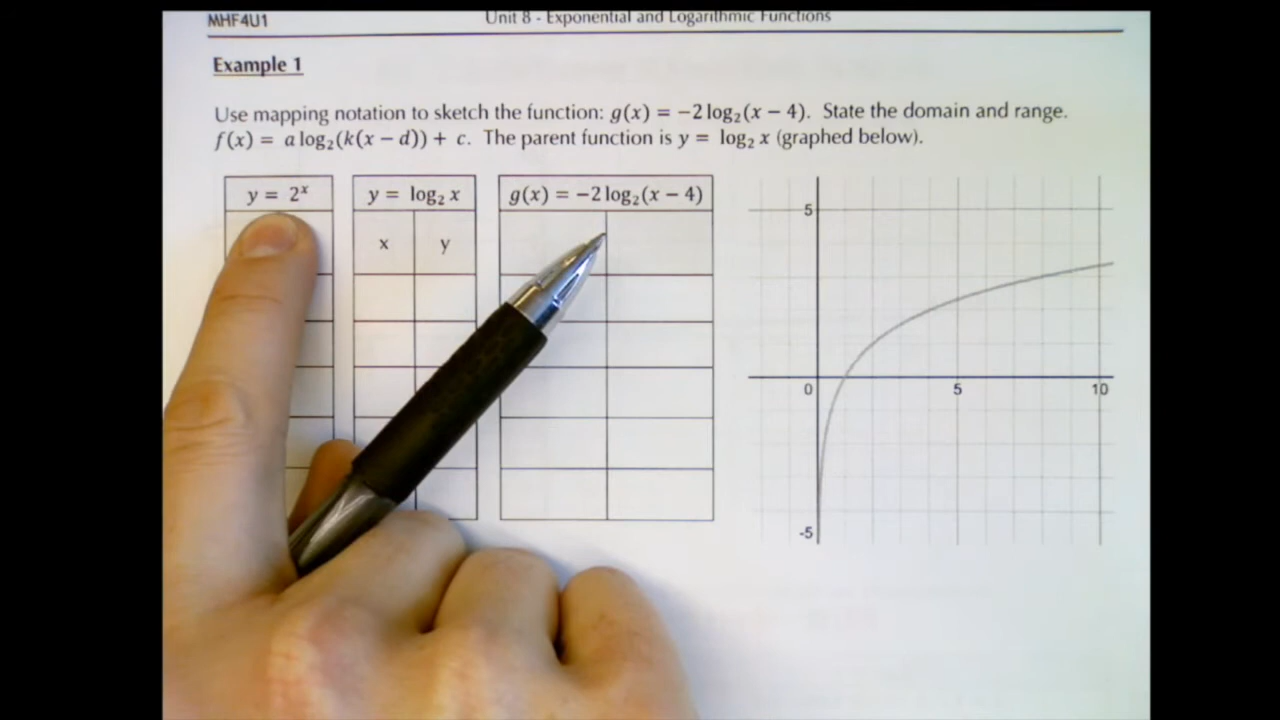 MHF4U1
Unit 8 - Exponential and Logarithmic Functions
Example 1
Use mapping notation to sketch the function: g(x) = −2 log₂(x − 4). State the domain and range.
f(x) = a log₂(k(x − d)) + c. The parent function is y = log₂ x (graphed below).
y = 2ˣ
y = log₂ x
g(x) = −2 log₂(x − 4)
x
y
5
0
5
10
-5